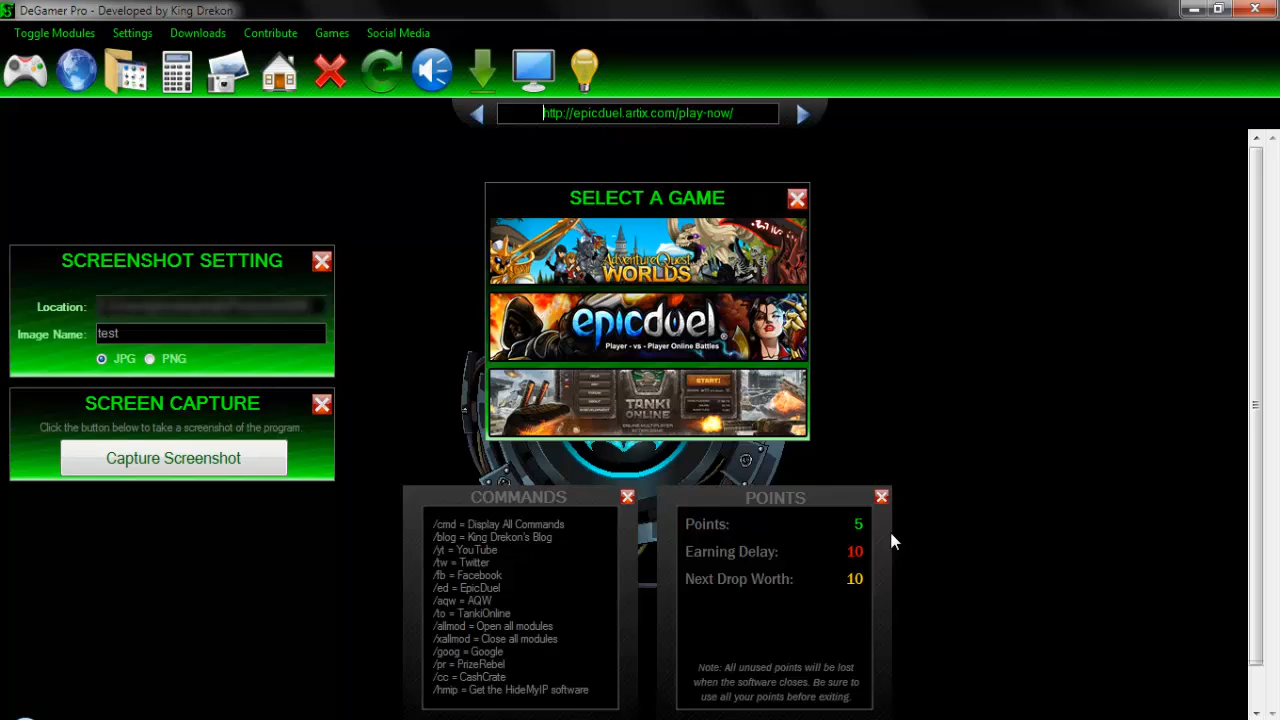 DeGamer Pro - Developed by King Drekon
Toggle Modules Settings Downloads Contribute Games Social Media
http://epicduel.artix.com/play-now/
SELECT A GAME
AdventureQuest
WORLDS
epicduel
Player - vs - Player Online Battles
START!
TANKI
ONLINE
SCREENSHOT SETTING
Location:
Image Name: test
JPG PNG
SCREEN CAPTURE
Click the button below to take a screenshot of the program.
Capture Screenshot
COMMANDS
/cmd = Display All Commands
/blog = King Drekon's Blog
/yt = YouTube
/tw = Twitter
/fb = Facebook
/ed = EpicDuel
/aqw = AQW
/to = TankiOnline
/allmod = Open all modules
/xallmod = Close all modules
/goog = Google
/pr = PrizeRebel
/cc = CashCrate
/hmip = Get the HideMyIP software
POINTS
Points: 5
Earning Delay: 10
Next Drop Worth: 10
Note: All unused points will be lost
when the software closes. Be sure to
use all your points before exiting.